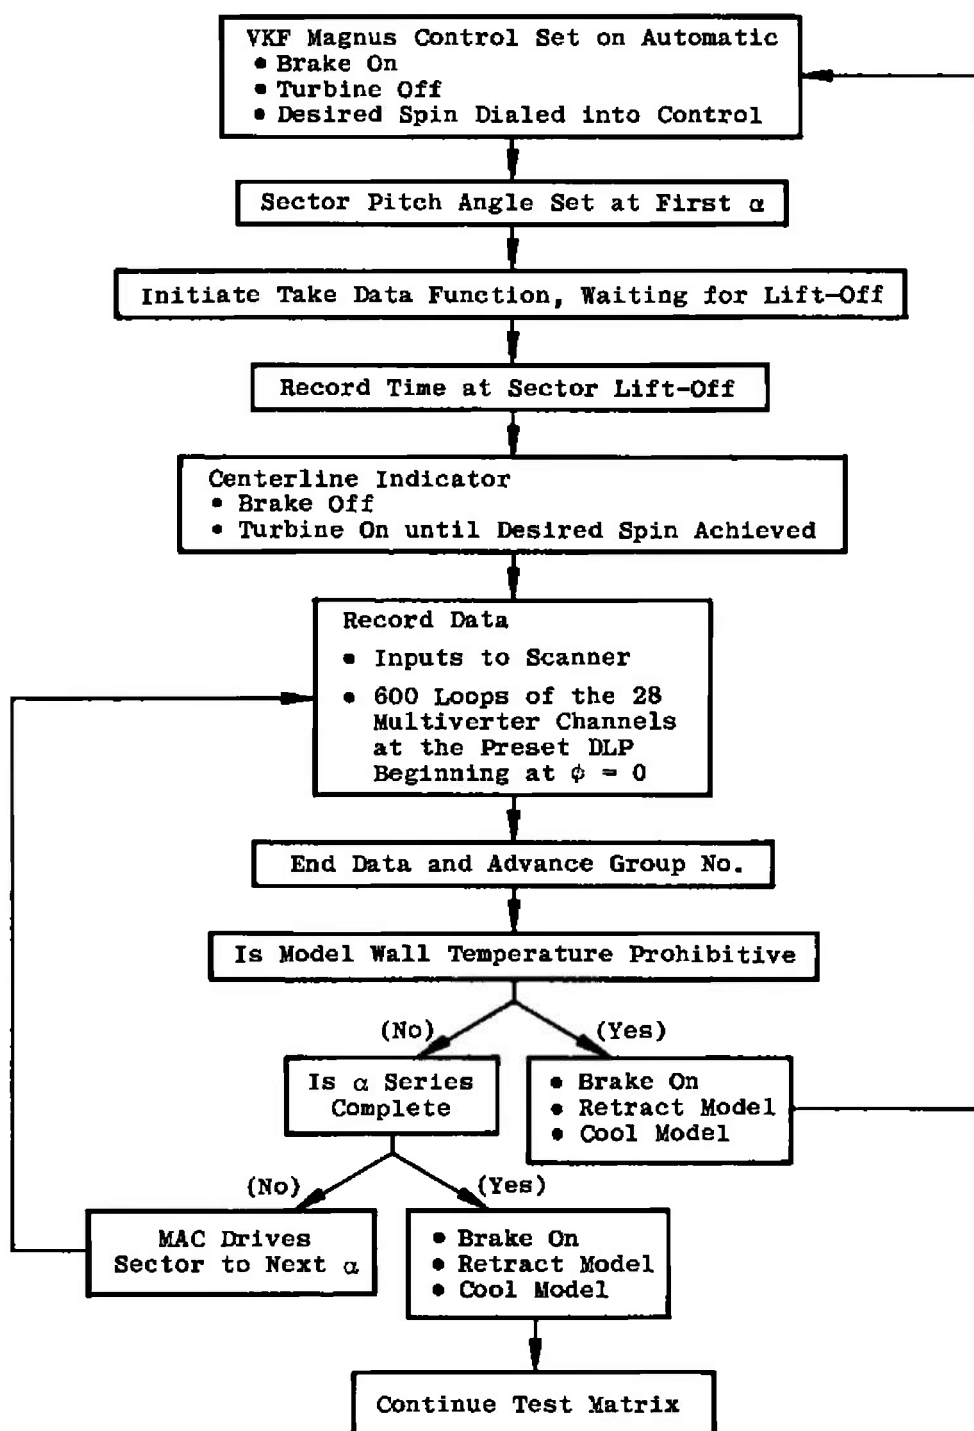 VKF Magnus Control Set on Automatic
• Brake On
• Turbine Off
• Desired Spin Dialed into Control
Sector Pitch Angle Set at First α
Initiate Take Data Function, Waiting for Lift-Off
Record Time at Sector Lift-Off
Centerline Indicator
• Brake Off
• Turbine On until Desired Spin Achieved
Record Data
• Inputs to Scanner
• 600 Loops of the 28
Multiverter Channels
at the Preset DLP
Beginning at ϕ = 0
End Data and Advance Group No.
Is Model Wall Temperature Prohibitive
(No)
(Yes)
Is α Series
Complete
• Brake On
• Retract Model
• Cool Model
(No)
(Yes)
MAC Drives
Sector to Next α
• Brake On
• Retract Model
• Cool Model
Continue Test Matrix